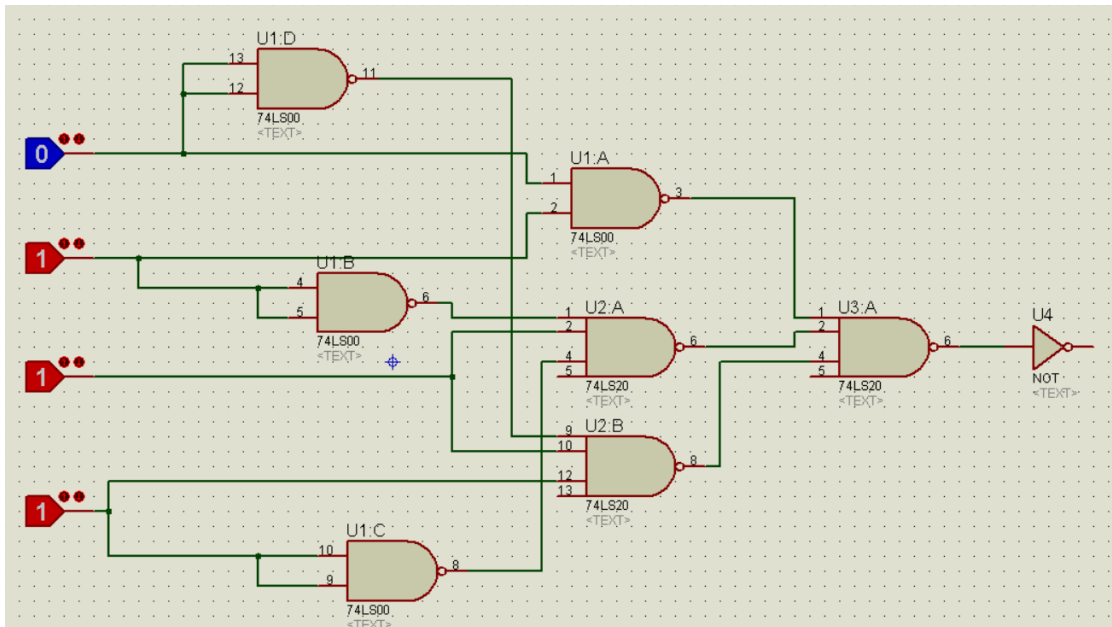 U1:D
13
11
12
74LS00
<TEXT>
0
U1:A
1
3
2
74LS00
<TEXT>
1
U1:B
4
6
5
74LS00
<TEXT>
U2:A
1
2
6
4
5
74LS20
<TEXT>
U3:A
1
2
6
4
5
74LS20
<TEXT>
U4
NOT
<TEXT>
1
U2:B
9
10
8
12
13
74LS20
<TEXT>
1
U1:C
10
8
9
74LS00
<TEXT>